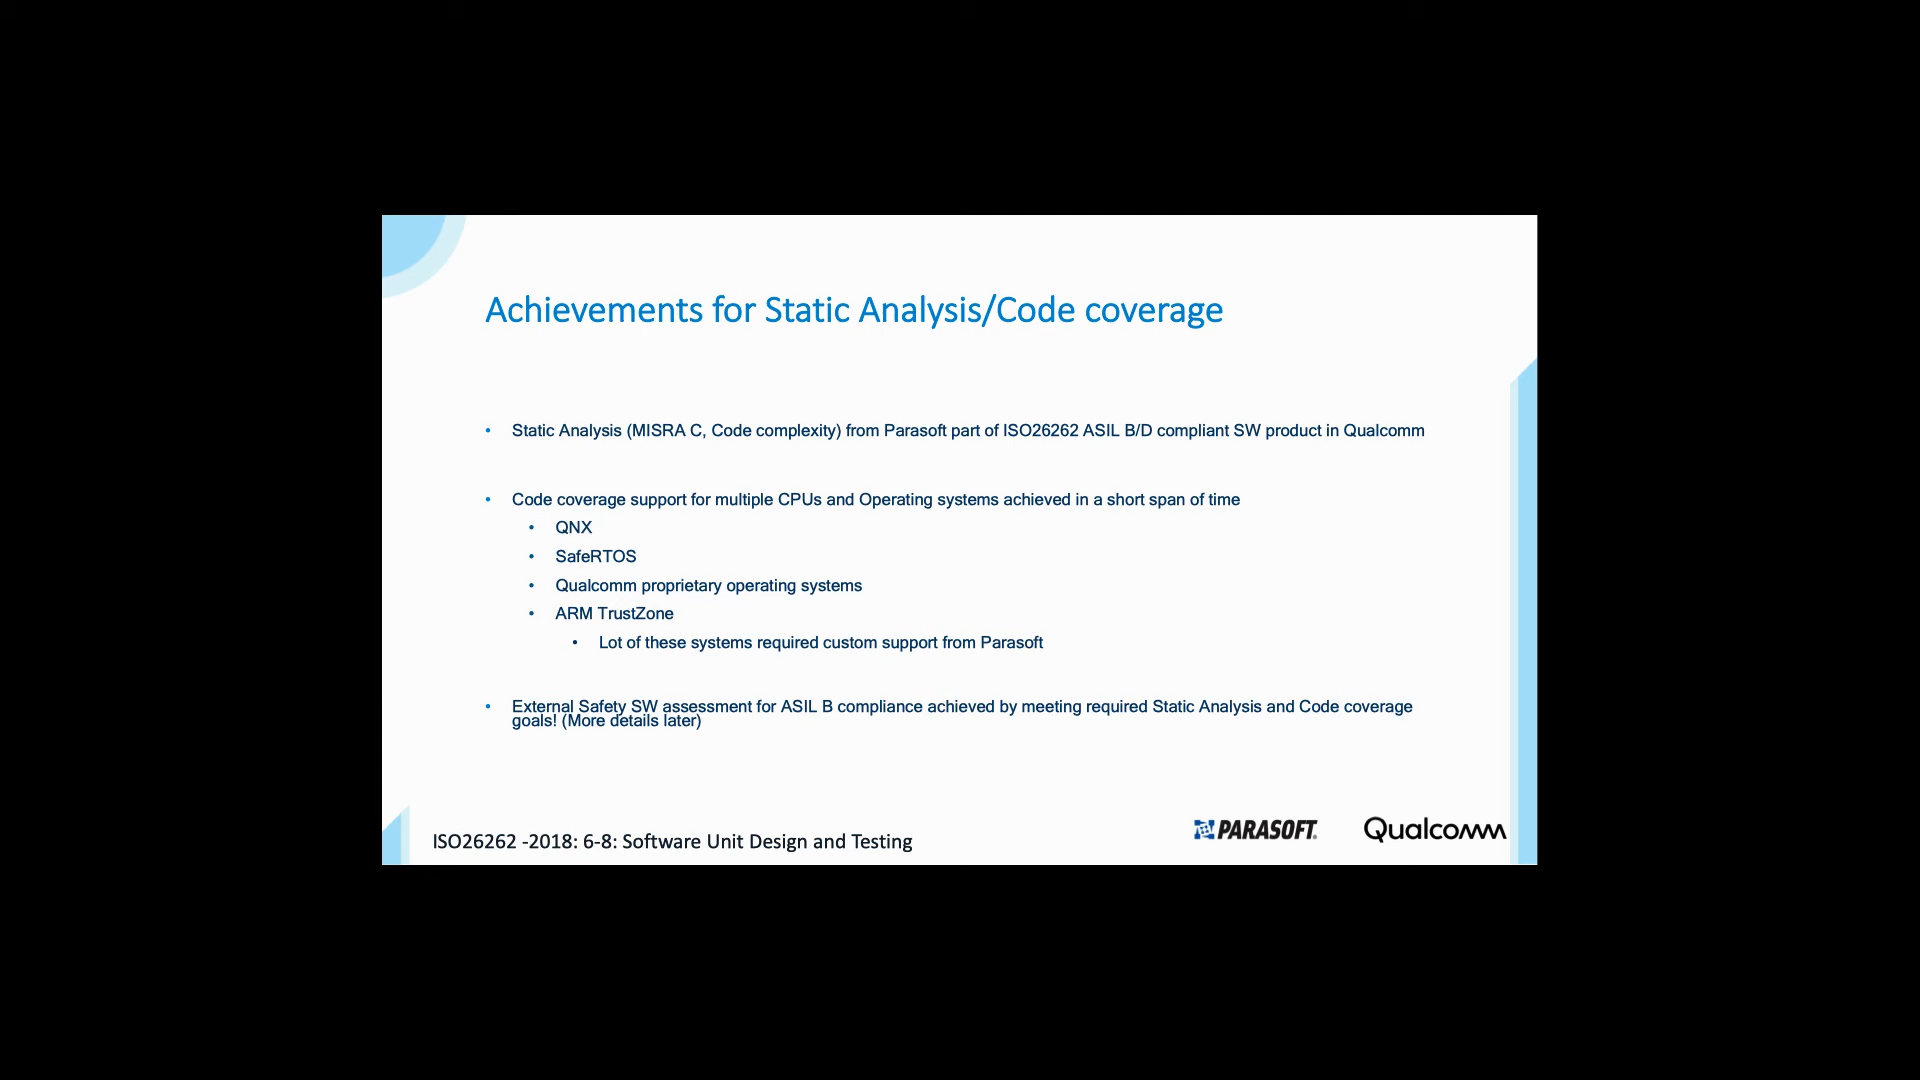 Achievements for Static Analysis/Code coverage
• Static Analysis (MISRA C, Code complexity) from Parasoft part of ISO26262 ASIL B/D compliant SW product in Qualcomm
• Code coverage support for multiple CPUs and Operating systems achieved in a short span of time
• QNX
• SafeRTOS
• Qualcomm proprietary operating systems
• ARM TrustZone
• Lot of these systems required custom support from Parasoft
• External Safety SW assessment for ASIL B compliance achieved by meeting required Static Analysis and Code coverage
goals! (More details later)
ISO26262 -2018: 6-8: Software Unit Design and Testing
PARASOFT.
Qualcomm